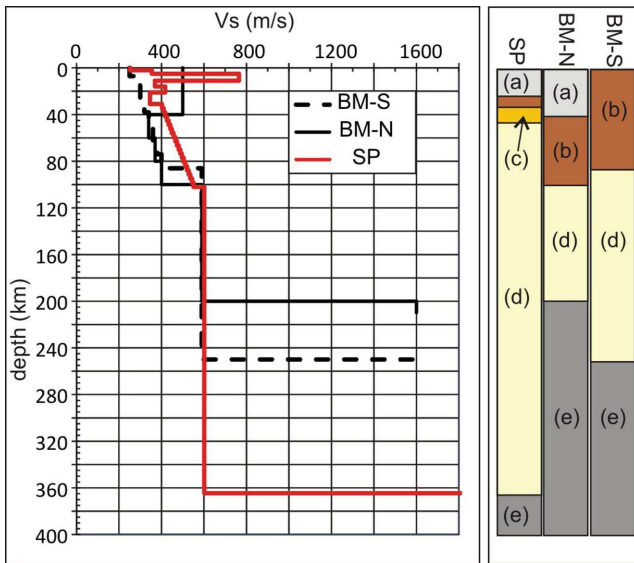 Vs (m/s)
0 400 800 1200 1600
0
40
80
120
160
200
240
280
320
360
400
depth (km)
BM-S
BM-N
SP
SP
BM-N
BM-S
(a)
(a)
(b)
(c)
(b)
(d)
(d)
(d)
(e)
(e)
(e)